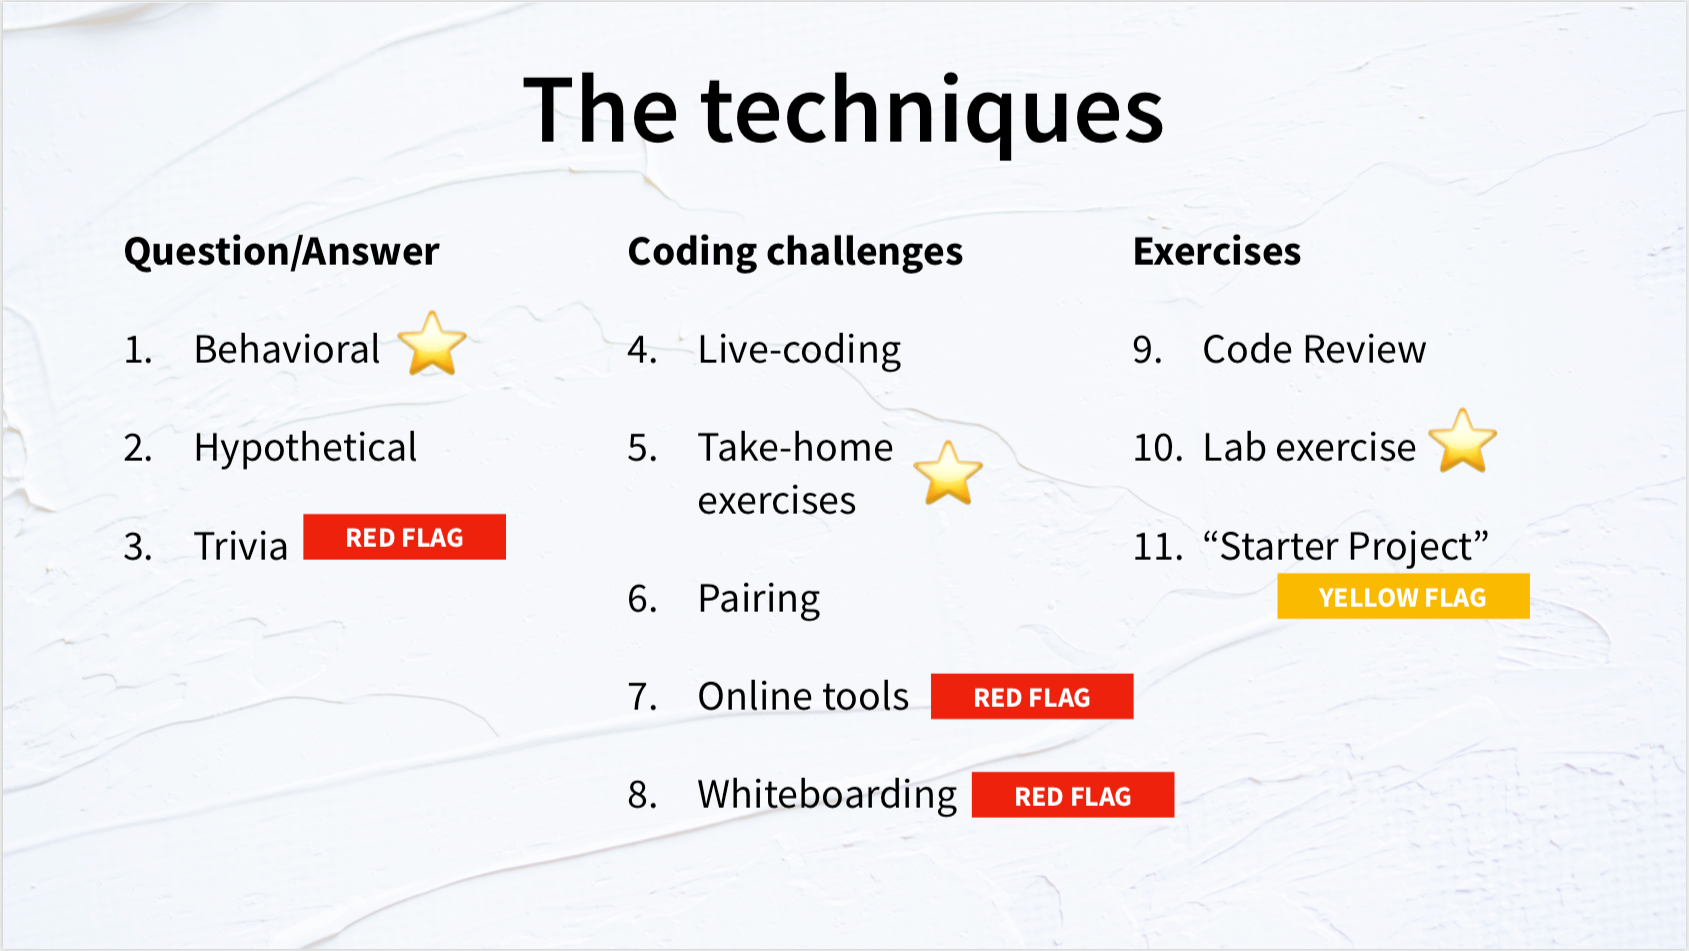 The techniques
Question/Answer
1. Behavioral
2. Hypothetical
3. Trivia RED FLAG
Coding challenges
4. Live-coding
5. Take-home
exercises
6. Pairing
7. Online tools RED FLAG
8. Whiteboarding RED FLAG
Exercises
9. Code Review
10. Lab exercise
11. “Starter Project”
YELLOW FLAG